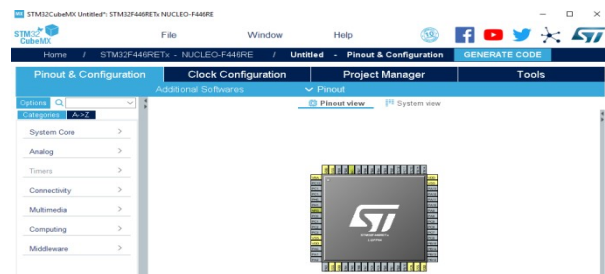 STM32CubeMX Untitled*: STM32F446RETx NUCLEO-F446RE
STM32 CubeMX File Window Help
Home / STM32F446RETx - NUCLEO-F446RE / Untitled - Pinout & Configuration GENERATE CODE
Pinout & Configuration Clock Configuration Project Manager Tools
Additional Softwares Pinout
Options Pinout view System view
Categories A->Z
System Core
Analog
Timers
Connectivity
Multimedia
Computing
Middleware